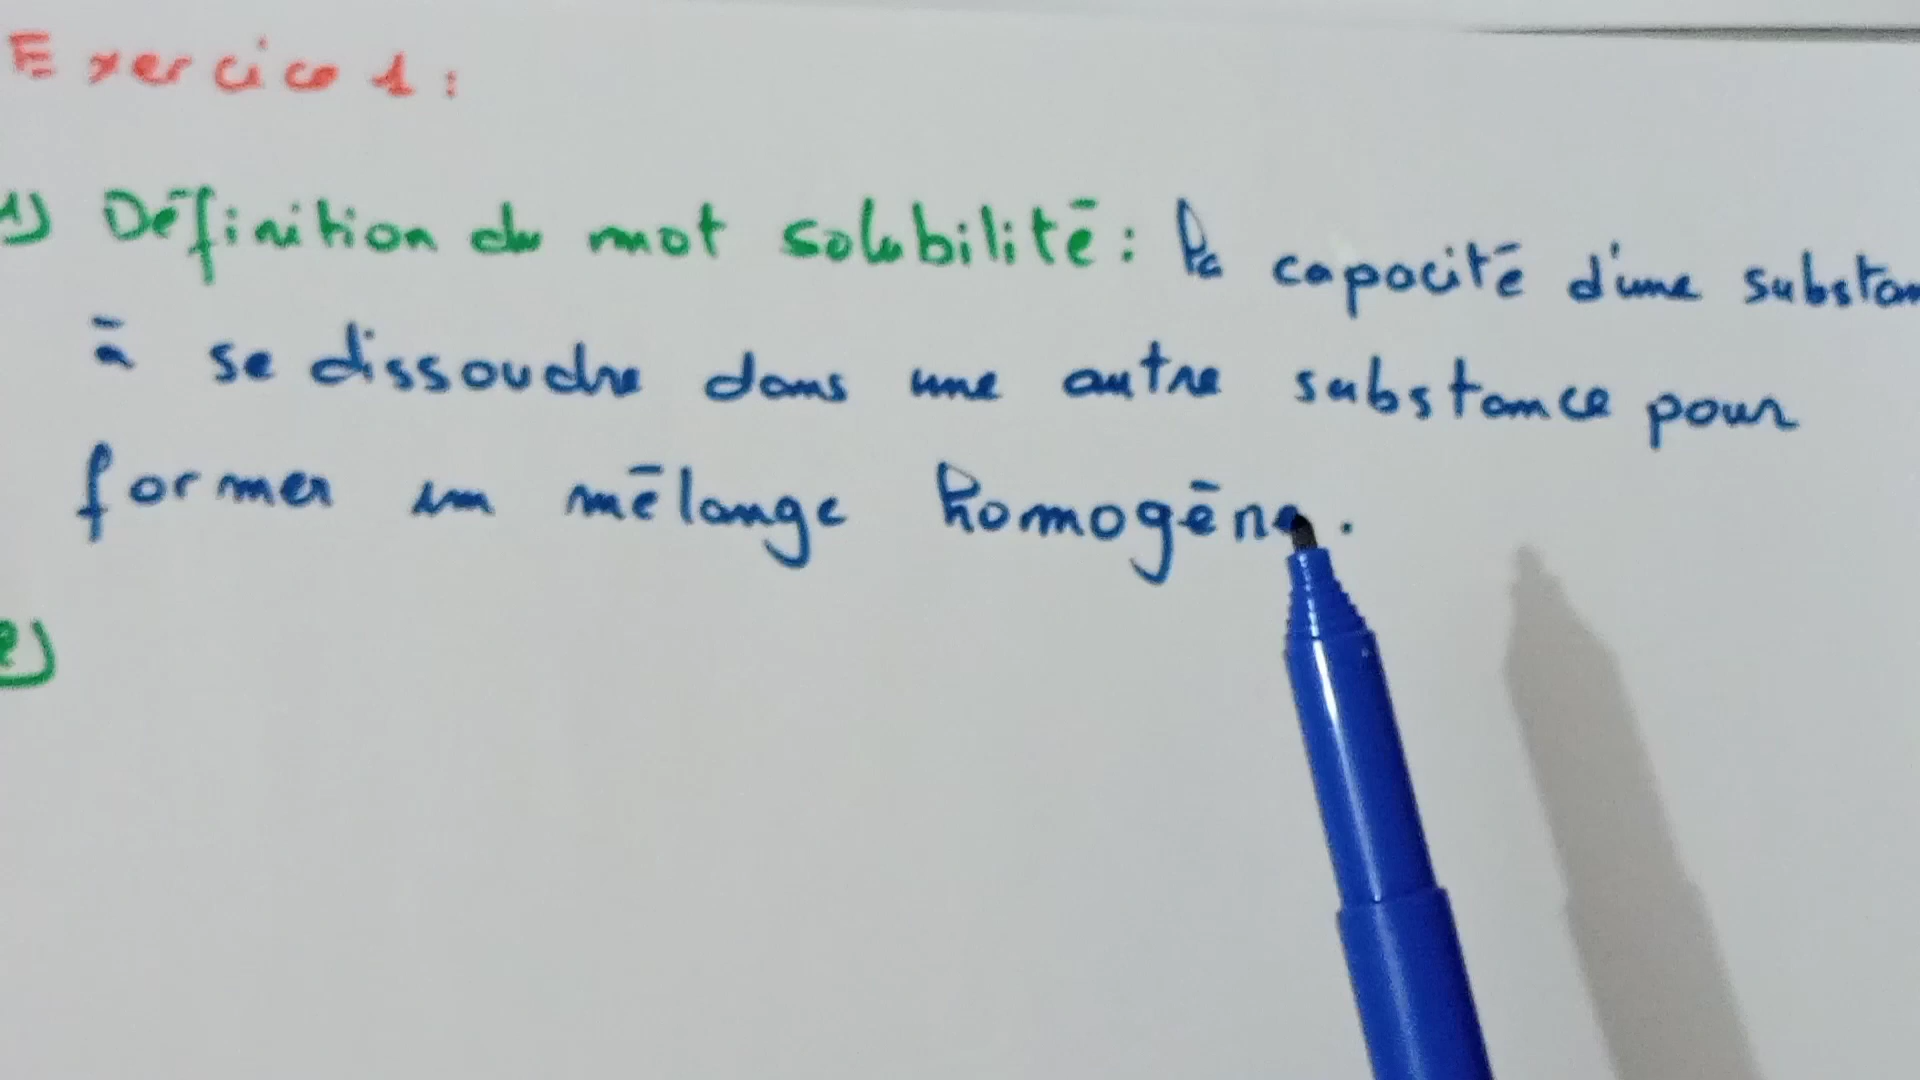 Exercice 1 :
1) Définition du mot solubilité : la capacité d'une substan
à se dissoudre dans une autre substance pour
former un mélange homogène.
2)